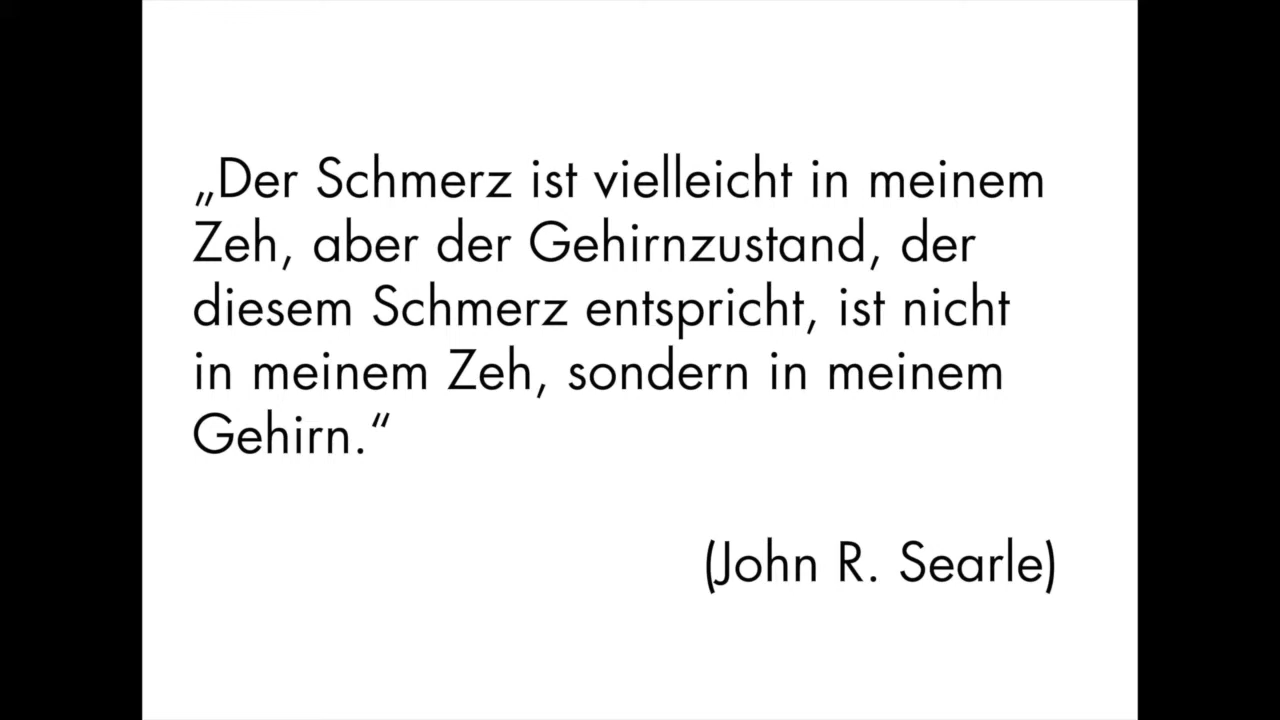 „Der Schmerz ist vielleicht in meinem
Zeh, aber der Gehirnzustand, der
diesem Schmerz entspricht, ist nicht
in meinem Zeh, sondern in meinem
Gehirn.“
(John R. Searle)